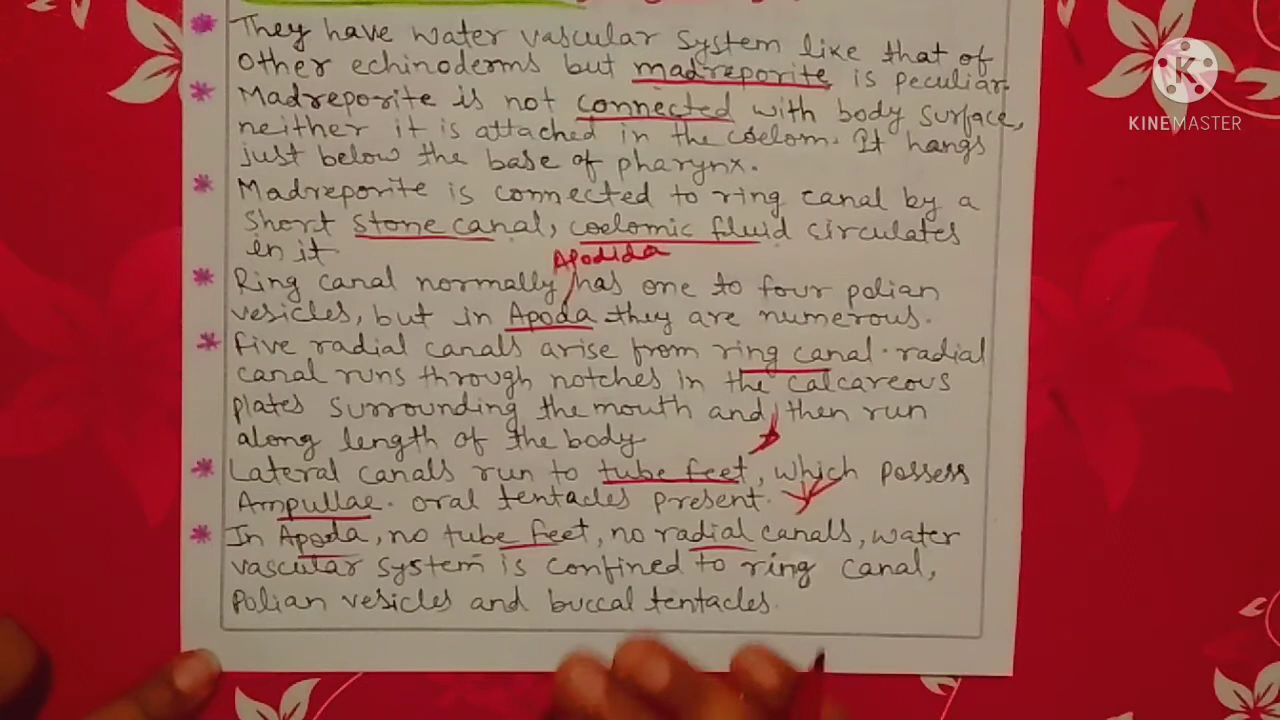 They have water vascular system like that of
other echinoderms but madreporite is peculiar.
Madreporite is not connected with body surface,
neither it is attached in the coelom. It hangs
just below the base of pharynx.
Madreporite is connected to ring canal by a
short stone canal, coelomic fluid circulates
in it.
Apodida
Ring canal normally has one to four polian
vesicles, but in Apoda they are numerous.
Five radial canals arise from ring canal. radial
canal runs through notches in the calcareous
plates surrounding the mouth and then run
along length of the body
Lateral canals run to tube feet, which possess
Ampullae. oral tentacles present.
In Apoda, no tube feet, no radial canals, water
vascular system is confined to ring canal,
polian vesicles and buccal tentacles.
K
KINEMASTER